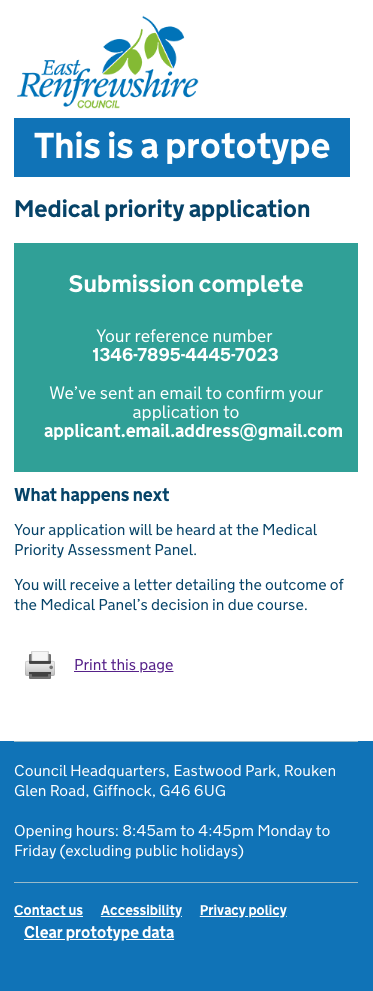 East
Renfrewshire
COUNCIL
This is a prototype
Medical priority application
Submission complete
Your reference number
1346-7895-4445-7023
We've sent an email to confirm your
application to
applicant.email.address@gmail.com
What happens next
Your application will be heard at the Medical
Priority Assessment Panel.
You will receive a letter detailing the outcome of
the Medical Panel's decision in due course.
Print this page
Council Headquarters, Eastwood Park, Rouken
Glen Road, Giffnock, G46 6UG
Opening hours: 8:45am to 4:45pm Monday to
Friday (excluding public holidays)
Contact us Accessibility Privacy policy
Clear prototype data